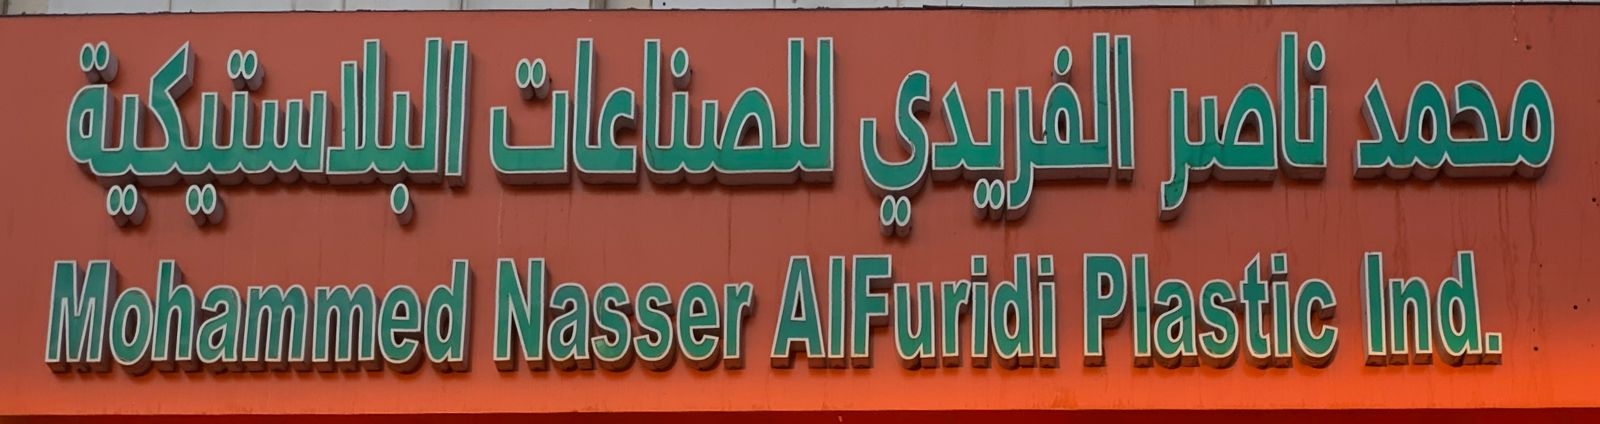 محمد ناصر الفريدي للصناعات البلاستيكية
Mohammed Nasser AlFuridi Plastic Ind.